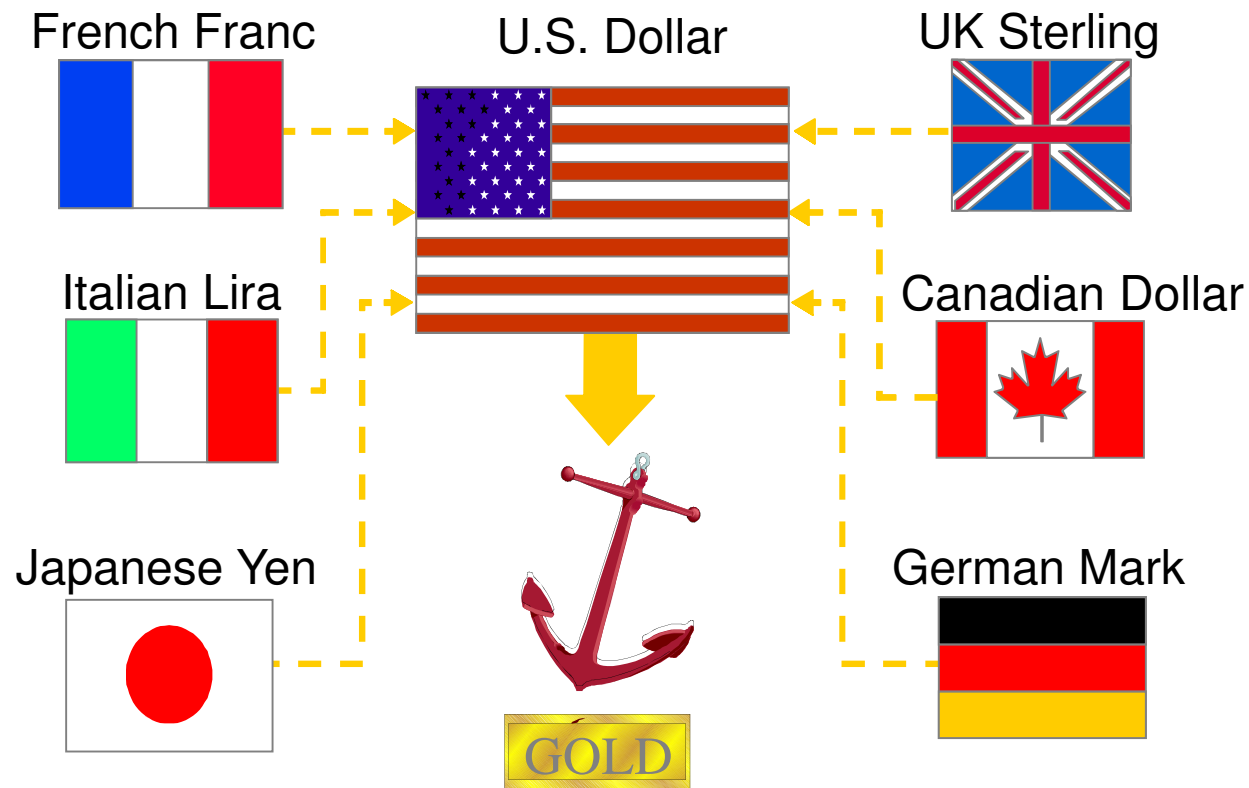 French Franc
U.S. Dollar
UK Sterling
Italian Lira
Canadian Dollar
Japanese Yen
German Mark
GOLD